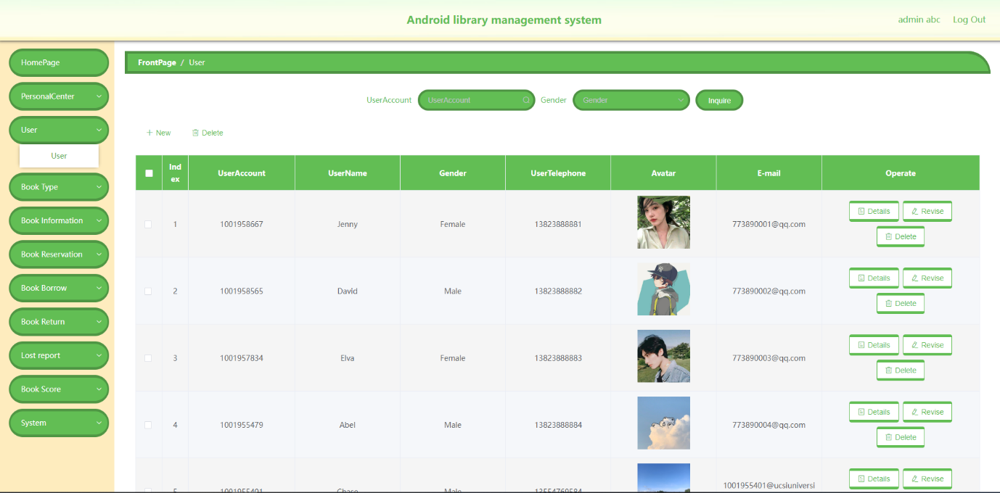 Android library management system
admin abc
Log Out
HomePage
PersonalCenter
User
User
Book Type
Book Information
Book Reservation
Book Borrow
Book Return
Lost report
Book Score
System
FrontPage / User
UserAccount UserAccount Gender Gender Inquire
New Delete
Ind
ex UserAccount UserName Gender UserTelephone Avatar E-mail Operate
1 1001958667 Jenny Female 13823888881 773890001@qq.com Details Revise
Delete
2 1001958565 David Male 13823888882 773890002@qq.com Details Revise
Delete
3 1001957834 Elva Female 13823888883 773890003@qq.com Details Revise
Delete
4 1001955479 Abel Male 13823888884 773890004@qq.com Details Revise
Delete
1001955401@ucsiuniversi Details Revise
5 1001955401 Chase Male 13554769584